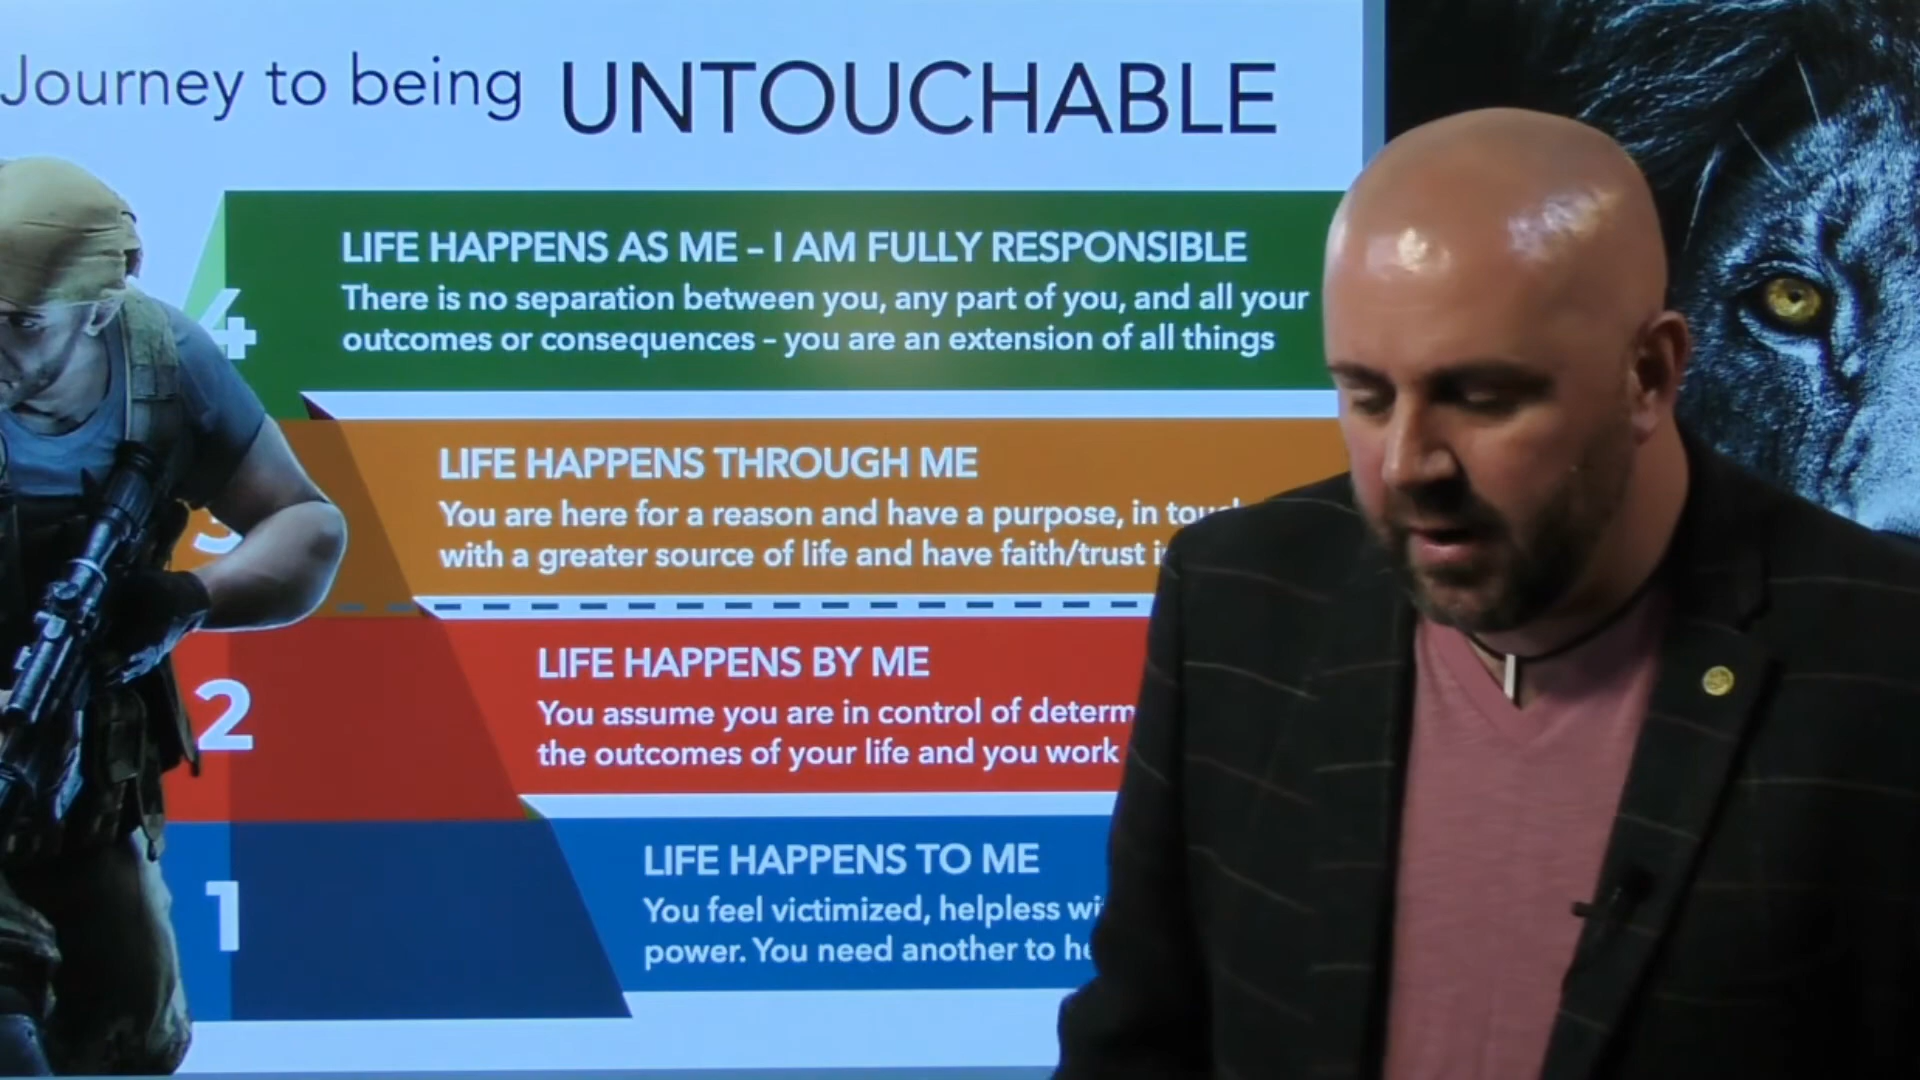 Journey to being UNTOUCHABLE
4
LIFE HAPPENS AS ME – I AM FULLY RESPONSIBLE
There is no separation between you, any part of you, and all your
outcomes or consequences – you are an extension of all things
LIFE HAPPENS THROUGH ME
You are here for a reason and have a purpose, in
with a greater source of life and have faith/trust
2
LIFE HAPPENS BY ME
You assume you are in control of
the outcomes of your life and you work
1
LIFE HAPPENS TO ME
You feel victimized, helpless
power. You need another to